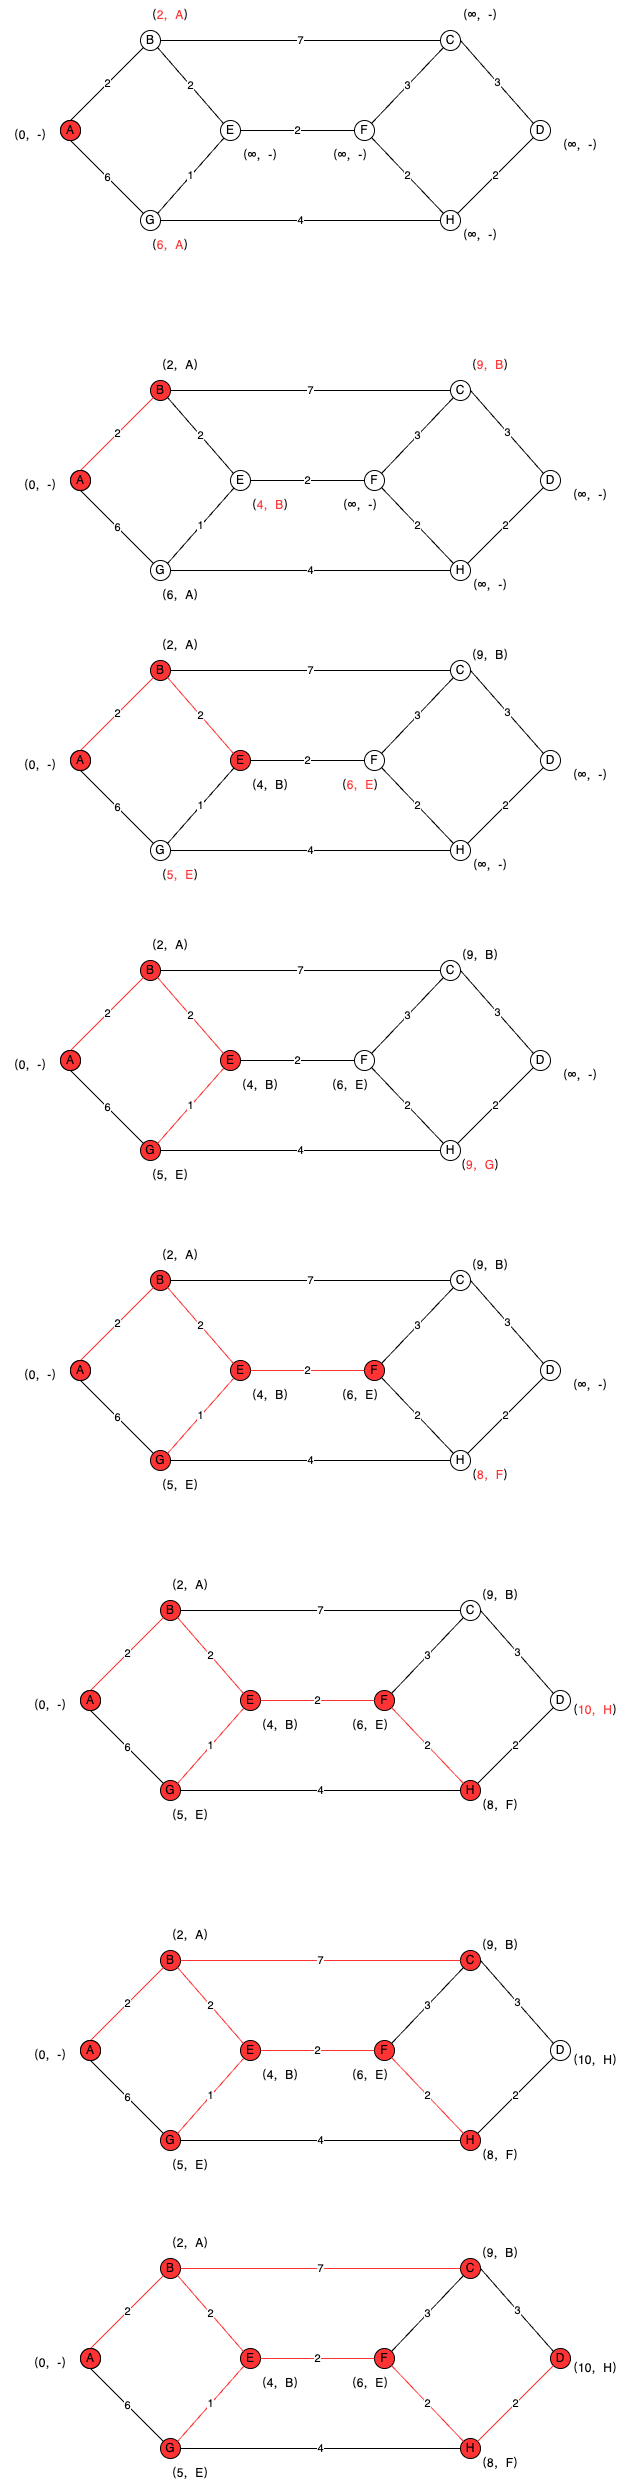 (2, A)
(∞, -)
B 7 C
2 2 3 3
(0, -) A E 2 F D
(∞, -) (∞, -) (∞, -)
6 1 2 2
G 4 H
(6, A) (∞, -)
(2, A) (9, B)
B 7 C
2 2 3 3
(0, -) A E 2 F D (∞, -)
(4, B) (∞, -)
6 1 2 2
G 4 H
(6, A) (∞, -)
(2, A) (9, B)
B 7 C
2 2 3 3
(0, -) A E 2 F D (∞, -)
(4, B) (6, E)
6 1 2 2
G 4 H
(5, E) (∞, -)
(2, A) (9, B)
B 7 C
2 2 3 3
(0, -) A E 2 F D (∞, -)
(4, B) (6, E)
6 1 2 2
G 4 H
(5, E) (9, G)
(2, A) (9, B)
B 7 C
2 2 3 3
(0, -) A E 2 F D (∞, -)
(4, B) (6, E)
6 1 2 2
G 4 H
(5, E) (8, F)
(2, A) (9, B)
B 7 C
2 2 3 3
(0, -) A E 2 F D (10, H)
(4, B) (6, E)
6 1 2 2
G 4 H
(5, E) (8, F)
(2, A) (9, B)
B 7 C
2 2 3 3
(0, -) A E 2 F D (10, H)
(4, B) (6, E)
6 1 2 2
G 4 H
(5, E) (8, F)
(2, A) (9, B)
B 7 C
2 2 3 3
(0, -) A E 2 F D (10, H)
(4, B) (6, E)
6 1 2 2
G 4 H
(5, E) (8, F)